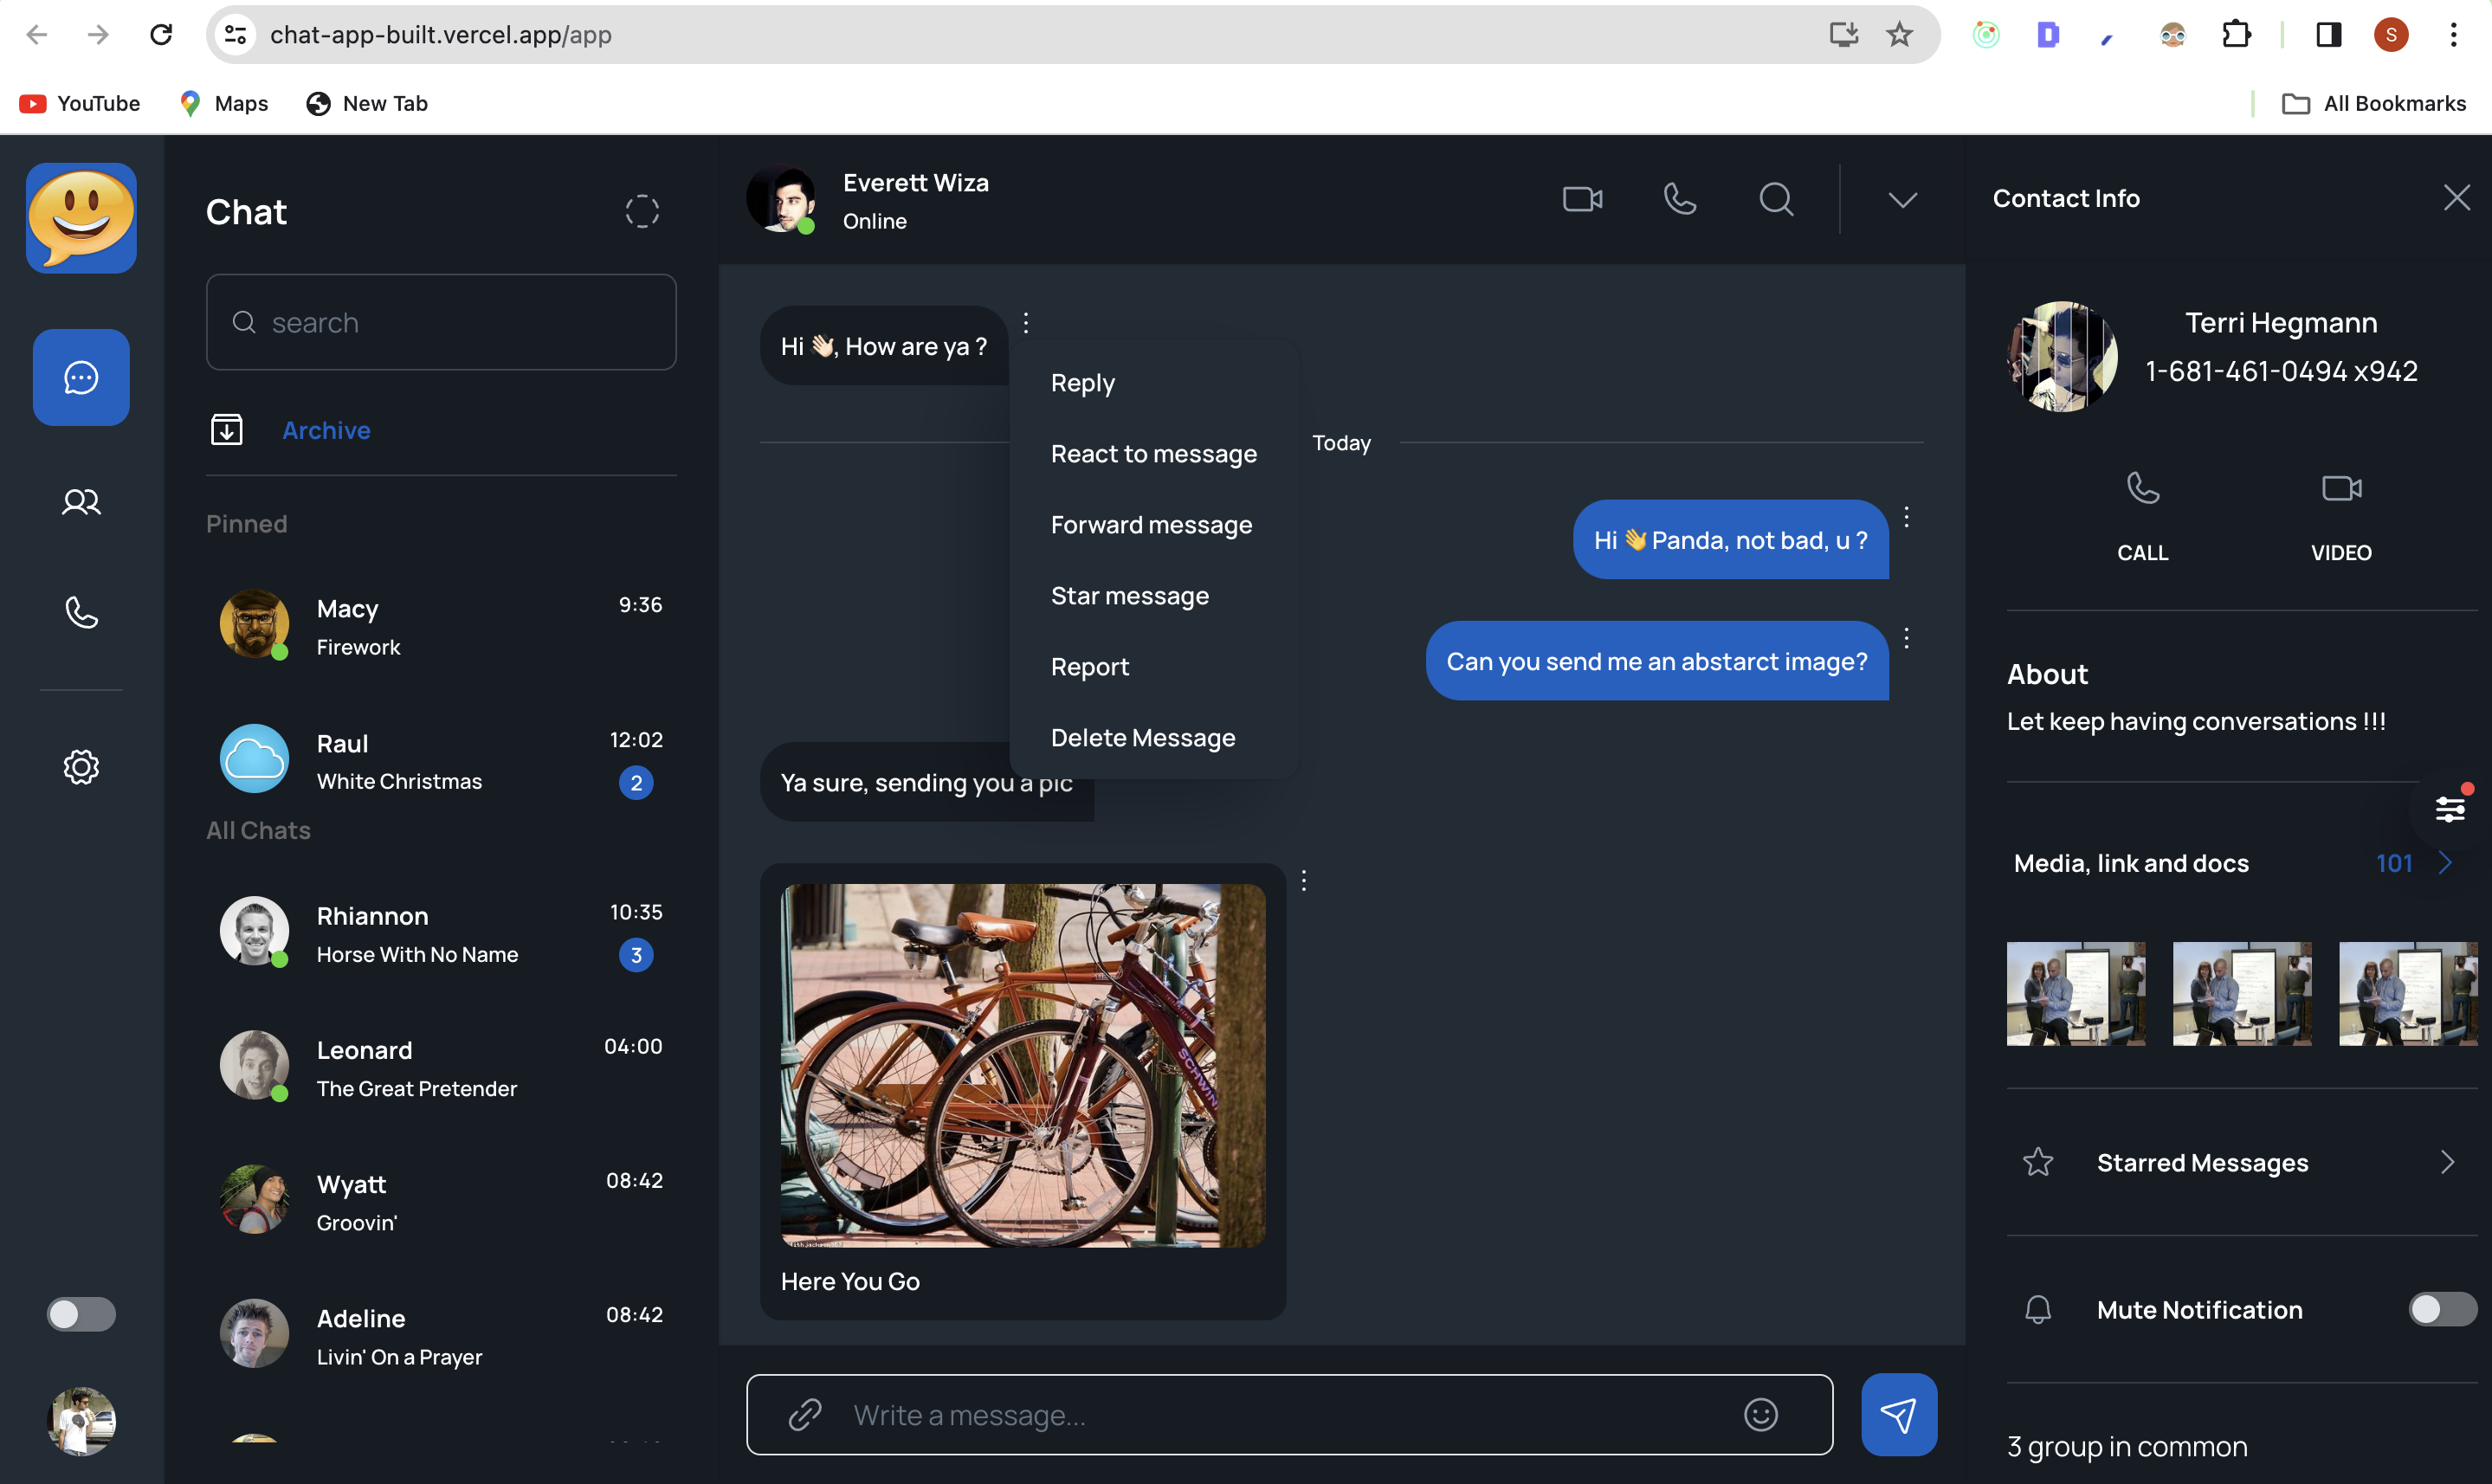 chat-app-built.vercel.app/app
S
YouTube
Maps
New Tab
All Bookmarks
Chat
search
Archive
Pinned
Macy
9:36
Firework
Raul
12:02
White Christmas
2
All Chats
Rhiannon
10:35
Horse With No Name
3
Leonard
04:00
The Great Pretender
Wyatt
08:42
Groovin'
Adeline
08:42
Livin' On a Prayer
Everett Wiza
Online
Hi 👋🏻, How are ya ?
Reply
React to message
Forward message
Star message
Report
Delete Message
Today
Hi 👋 Panda, not bad, u ?
Can you send me an abstarct image?
Ya sure, sending you a pic
SCHWINN
Here You Go
Write a message...
Contact Info
Terri Hegmann
1-681-461-0494 x942
CALL
VIDEO
About
Let keep having conversations !!!
Media, link and docs
101
Starred Messages
Mute Notification
3 group in common